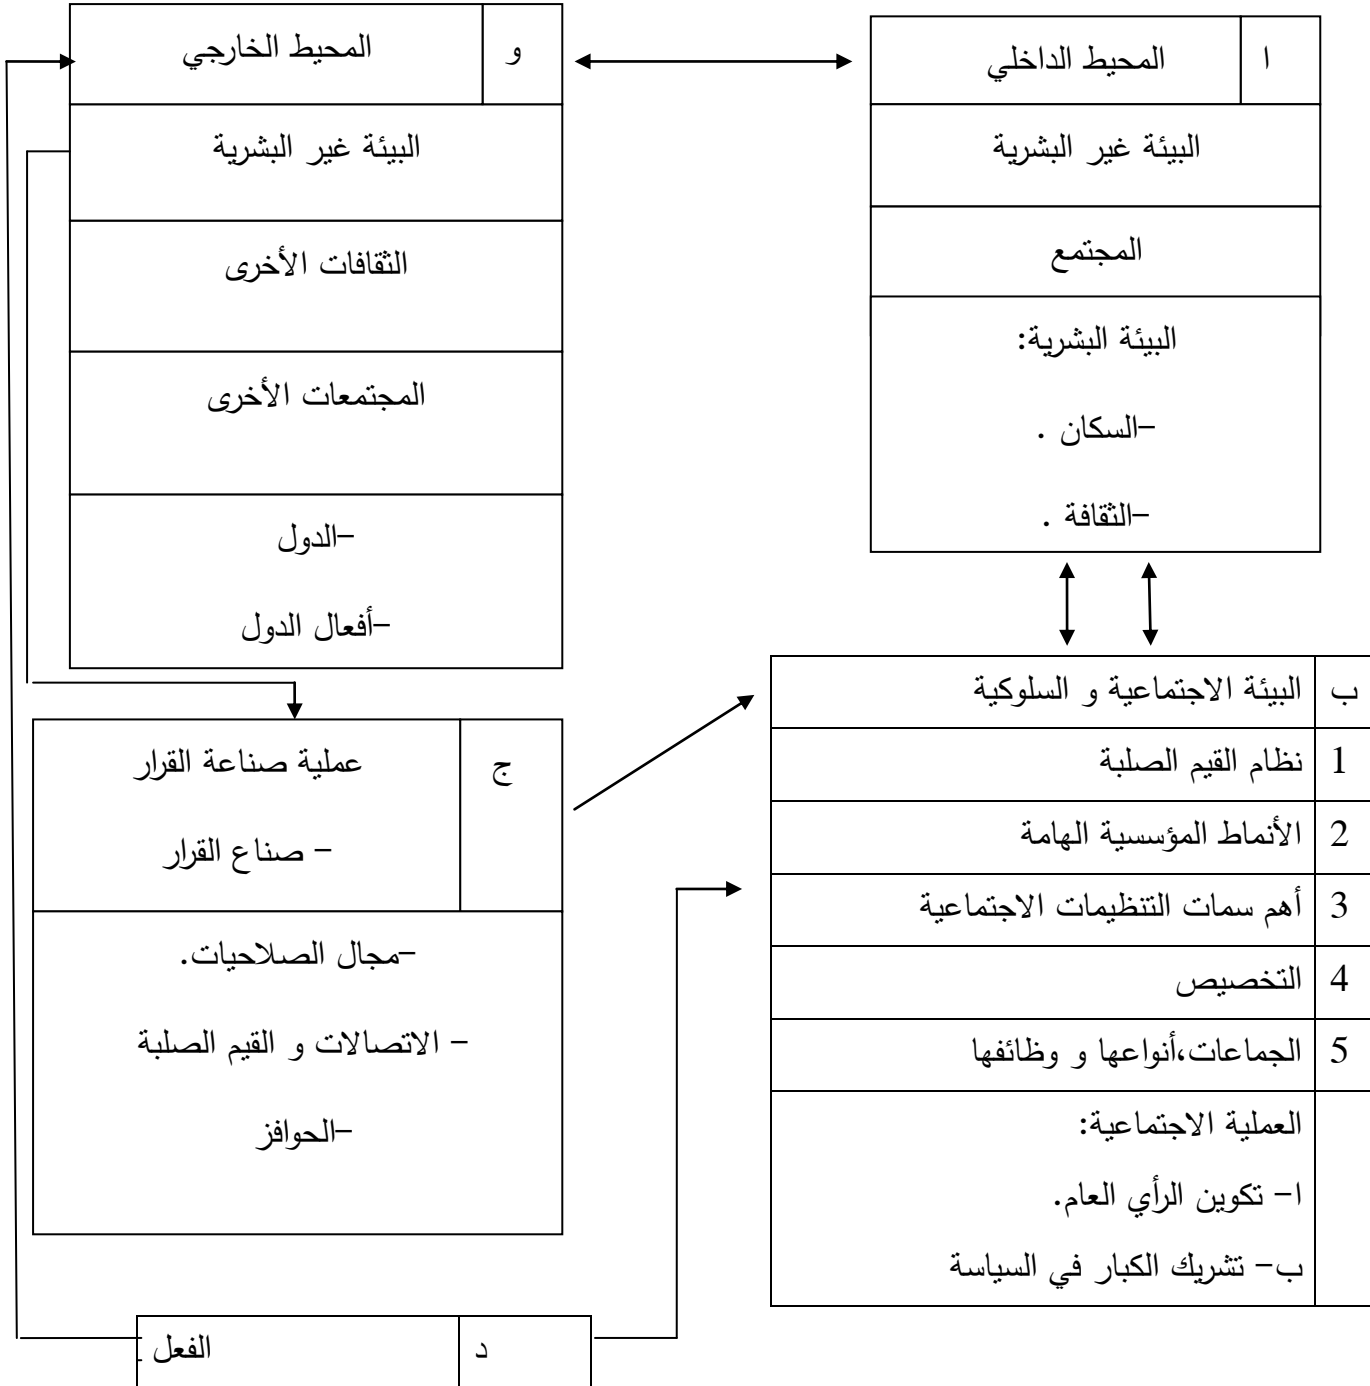 ا المحيط الداخلي
البيئة غير البشرية
المجتمع
البيئة البشرية:
-السكان .
-الثقافة .
و المحيط الخارجي
البيئة غير البشرية
الثقافات الأخرى
المجتمعات الأخرى
-الدول
-أفعال الدول
ب البيئة الاجتماعية و السلوكية
1 نظام القيم الصلبة
2 الأنماط المؤسسية الهامة
3 أهم سمات التنظيمات الاجتماعية
4 التخصيص
5 الجماعات،أنواعها و وظائفها
العملية الاجتماعية:
ا- تكوين الرأي العام.
ب- تشريك الكبار في السياسة
ج عملية صناعة القرار
- صناع القرار
-مجال الصلاحيات.
- الاتصالات و القيم الصلبة
-الحوافز
د الفعل